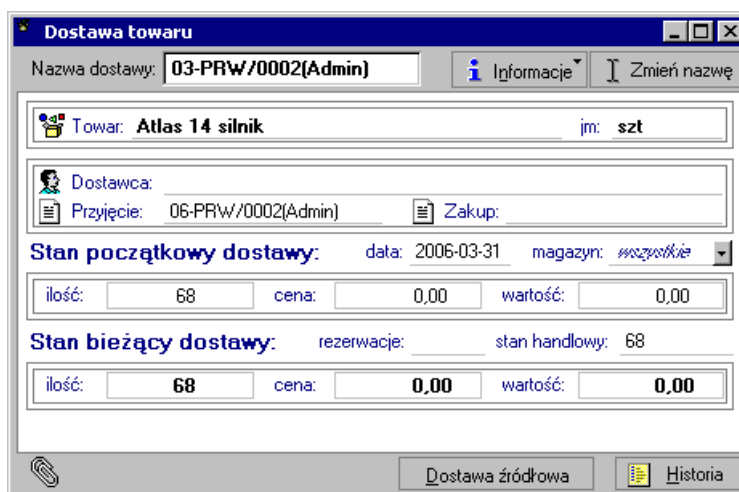 Dostawa towaru
Nazwa dostawy: 03-PRW/0002(Admin) Informacje Zmień nazwę
Towar: Atlas 14 silnik jm: szt
Dostawca:
Przyjęcie: 06-PRW/0002(Admin) Zakup:
Stan początkowy dostawy: data: 2006-03-31 magazyn: wszystkie
ilość: 68 cena: 0,00 wartość: 0,00
Stan bieżący dostawy: rezerwacje: stan handlowy: 68
ilość: 68 cena: 0,00 wartość: 0,00
Dostawa źródłowa Historia